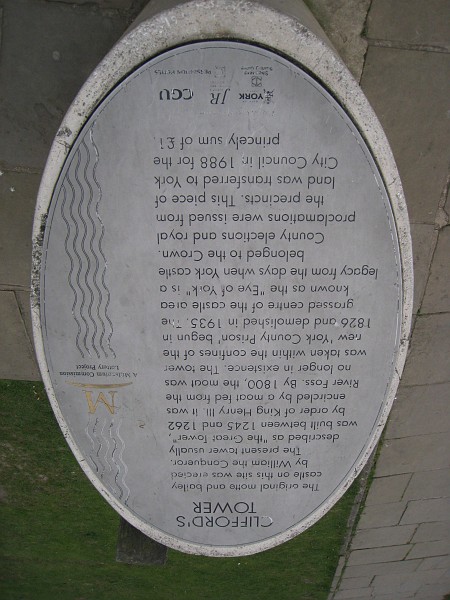 CLIFFORD'S
TOWER
The original motte and bailey
castle on this site was erected
by William the Conqueror.
The present tower usually
described as "the Great Tower",
was built between 1245 and 1262
by order of King Henry III. It was
encircled by a moat fed from the
River Foss. By 1800, the moat was
no longer in existence. The tower
was taken within the confines of the
new 'York County Prison' begun in
1826 and demolished in 1935. The
grassed centre of the castle area
known as the "Eye of York" is a
legacy from the days when York castle
belonged to the Crown.
County elections and royal
proclamations were issued from
the precincts. This piece of
land was transferred to York
City Council in 1988 for the
princely sum of £1.
M
A Millennium Commission
Lottery Project
YORK
JR
CGU
PERSIMMON